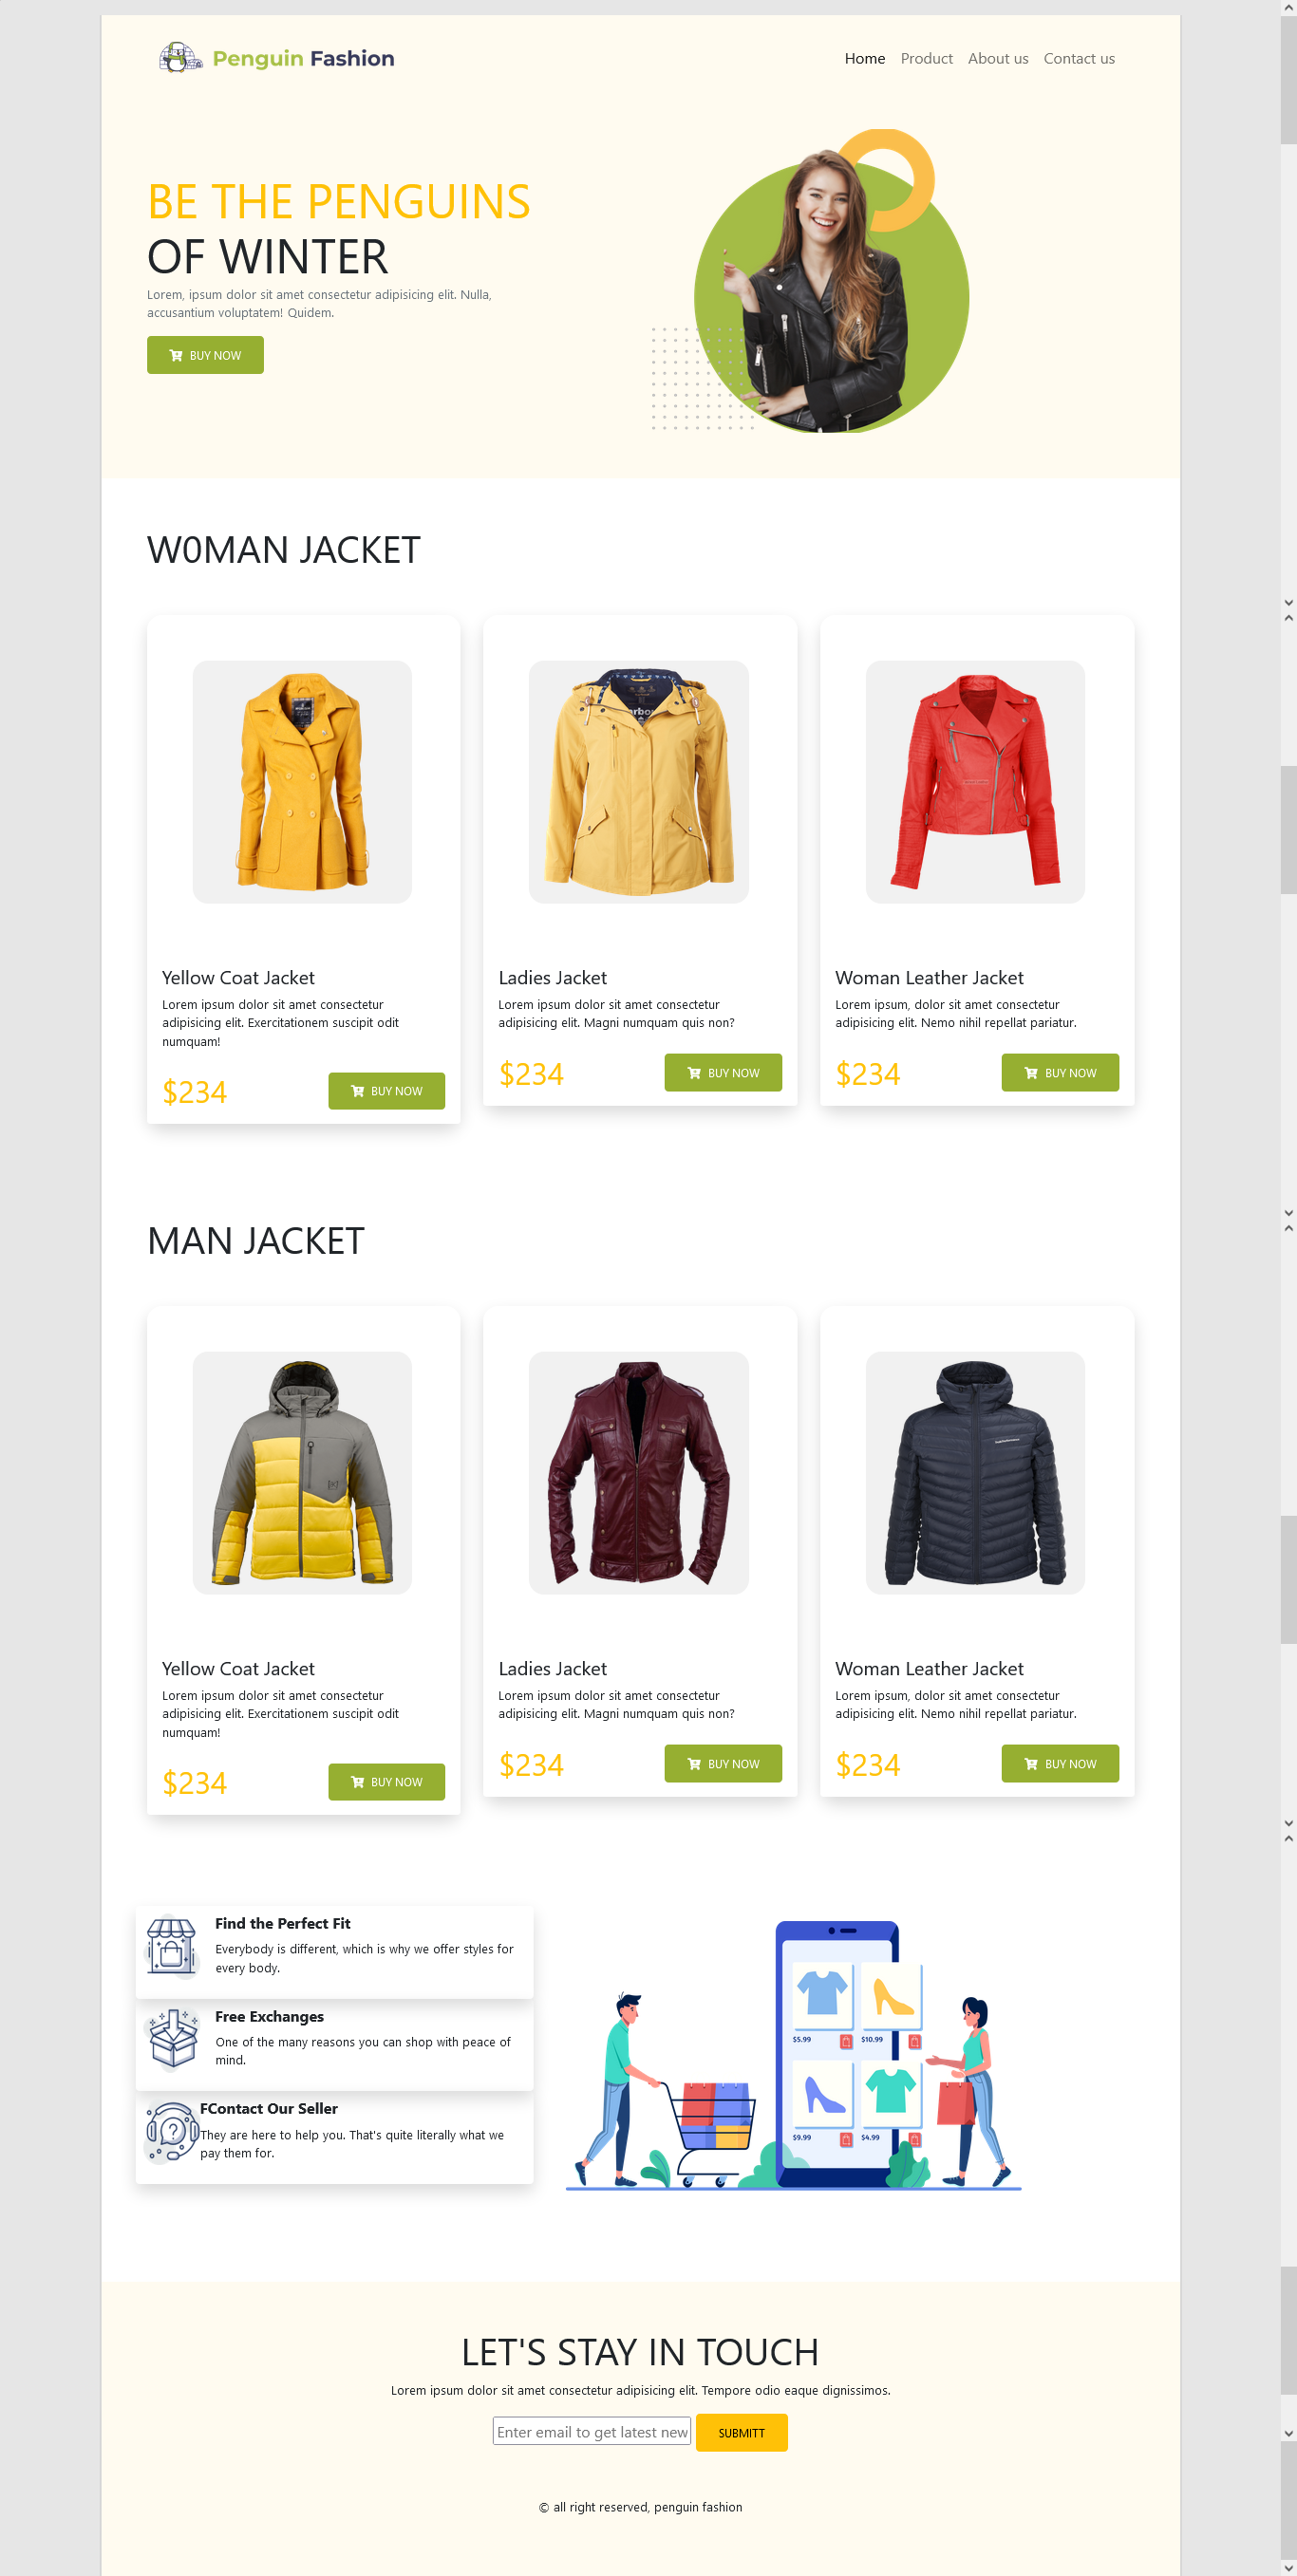 Penguin Fashion
Home Product About us Contact us
BE THE PENGUINS
OF WINTER
Lorem, ipsum dolor sit amet consectetur adipisicing elit. Nulla,
accusantium voluptatem! Quidem.
BUY NOW
W0MAN JACKET
Yellow Coat Jacket
Lorem ipsum dolor sit amet consectetur
adipisicing elit. Exercitationem suscipit odit
numquam!
$234
BUY NOW
Ladies Jacket
Lorem ipsum dolor sit amet consectetur
adipisicing elit. Magni numquam quis non?
$234
BUY NOW
Woman Leather Jacket
Lorem ipsum, dolor sit amet consectetur
adipisicing elit. Nemo nihil repellat pariatur.
$234
BUY NOW
MAN JACKET
Yellow Coat Jacket
Lorem ipsum dolor sit amet consectetur
adipisicing elit. Exercitationem suscipit odit
numquam!
$234
BUY NOW
Ladies Jacket
Lorem ipsum dolor sit amet consectetur
adipisicing elit. Magni numquam quis non?
$234
BUY NOW
Woman Leather Jacket
Lorem ipsum, dolor sit amet consectetur
adipisicing elit. Nemo nihil repellat pariatur.
$234
BUY NOW
Find the Perfect Fit
Everybody is different, which is why we offer styles for
every body.
Free Exchanges
One of the many reasons you can shop with peace of
mind.
FContact Our Seller
They are here to help you. That's quite literally what we
pay them for.
$5.99 $10.99
$9.99 $4.99
LET'S STAY IN TOUCH
Lorem ipsum dolor sit amet consectetur adipisicing elit. Tempore odio eaque dignissimos.
Enter email to get latest new
SUBMITT
© all right reserved, penguin fashion